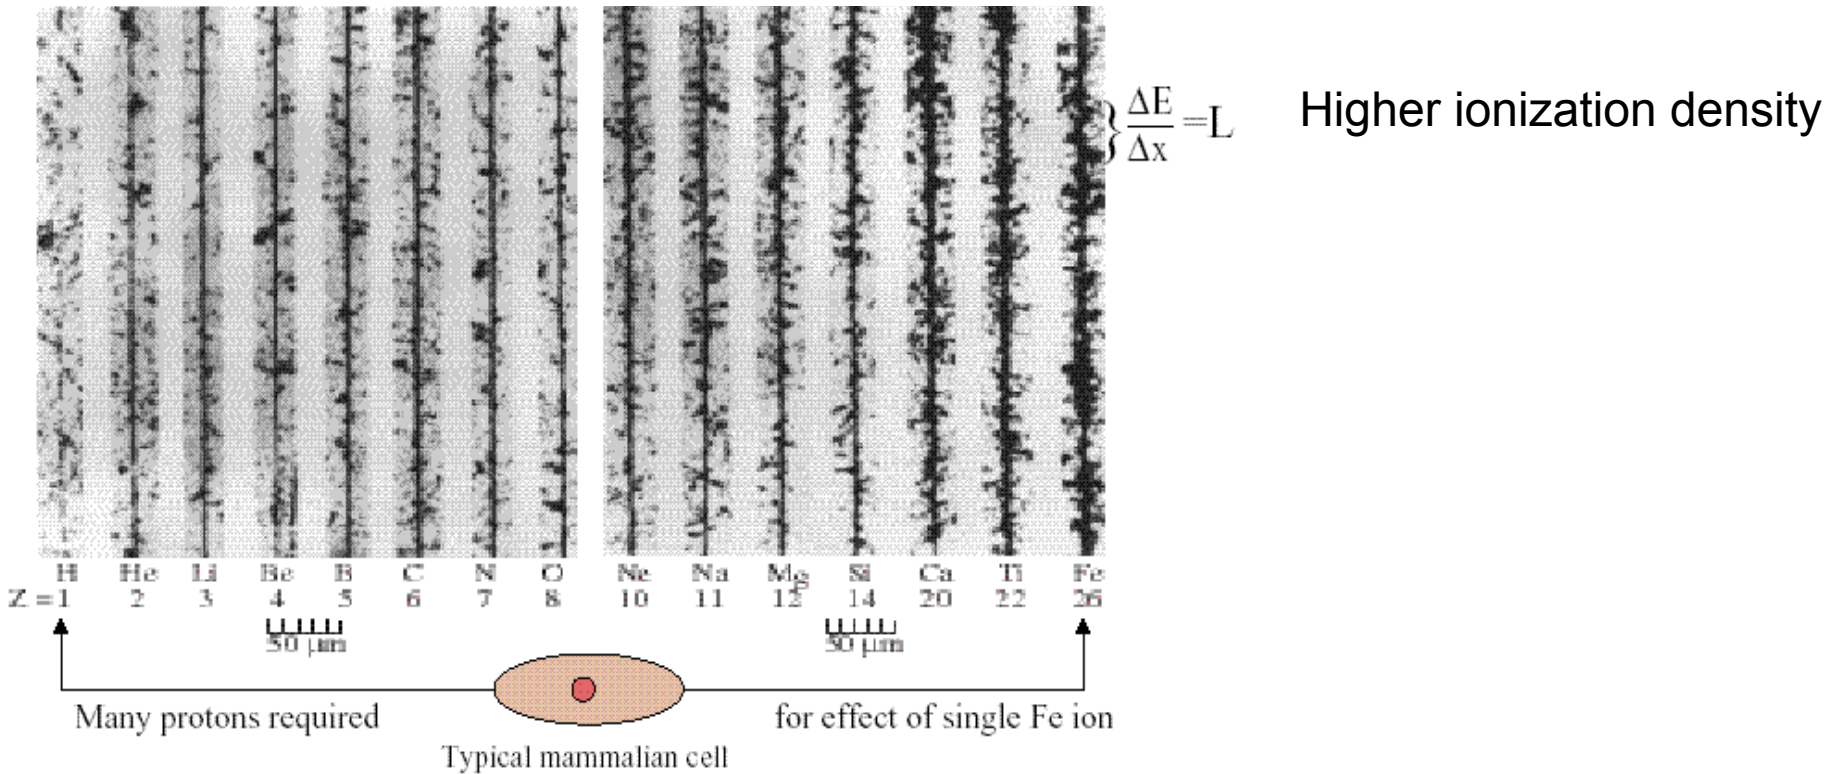 ΔE
Δx
=L
Higher ionization density
H He Li Be B C N O Ne Na Mg Si Ca Ti Fe
Z = 1 2 3 4 5 6 7 8 10 11 12 14 20 22 26
50 μm 50 μm
Many protons required for effect of single Fe ion
Typical mammalian cell